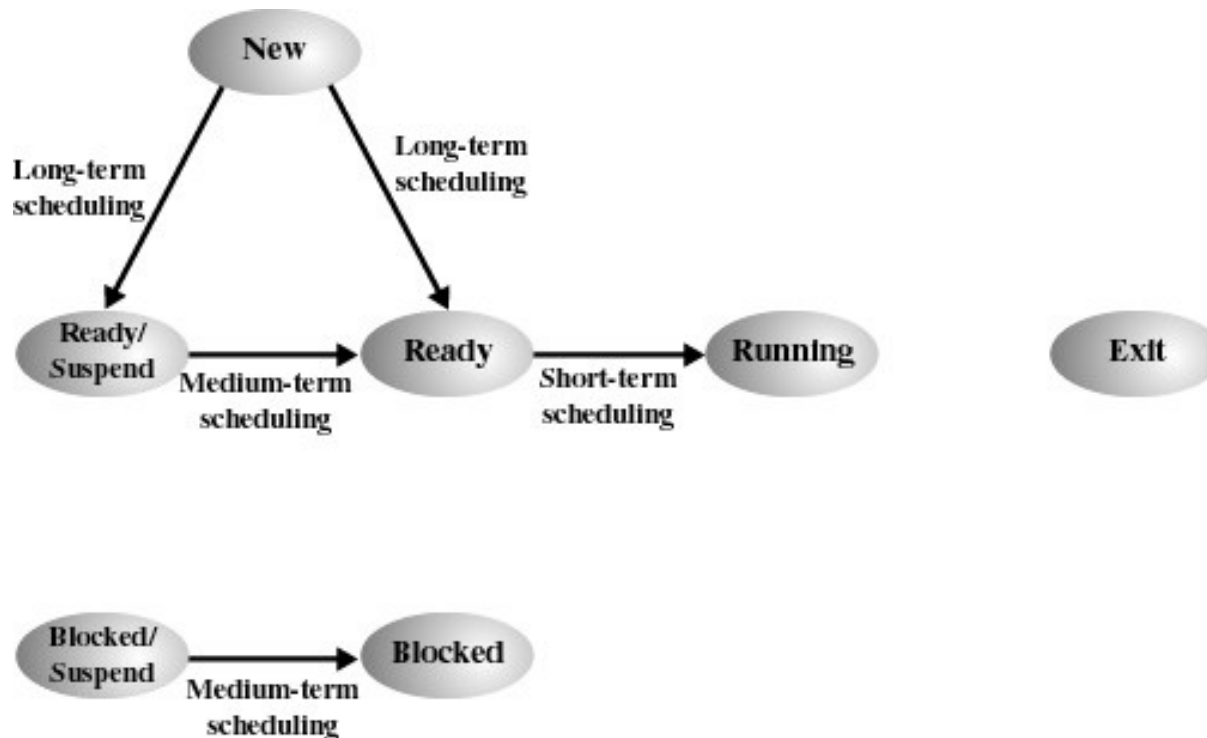 New
Long-term
scheduling
Long-term
scheduling
Ready/
Suspend
Medium-term
scheduling
Ready
Short-term
scheduling
Running
Exit
Blocked/
Suspend
Medium-term
scheduling
Blocked